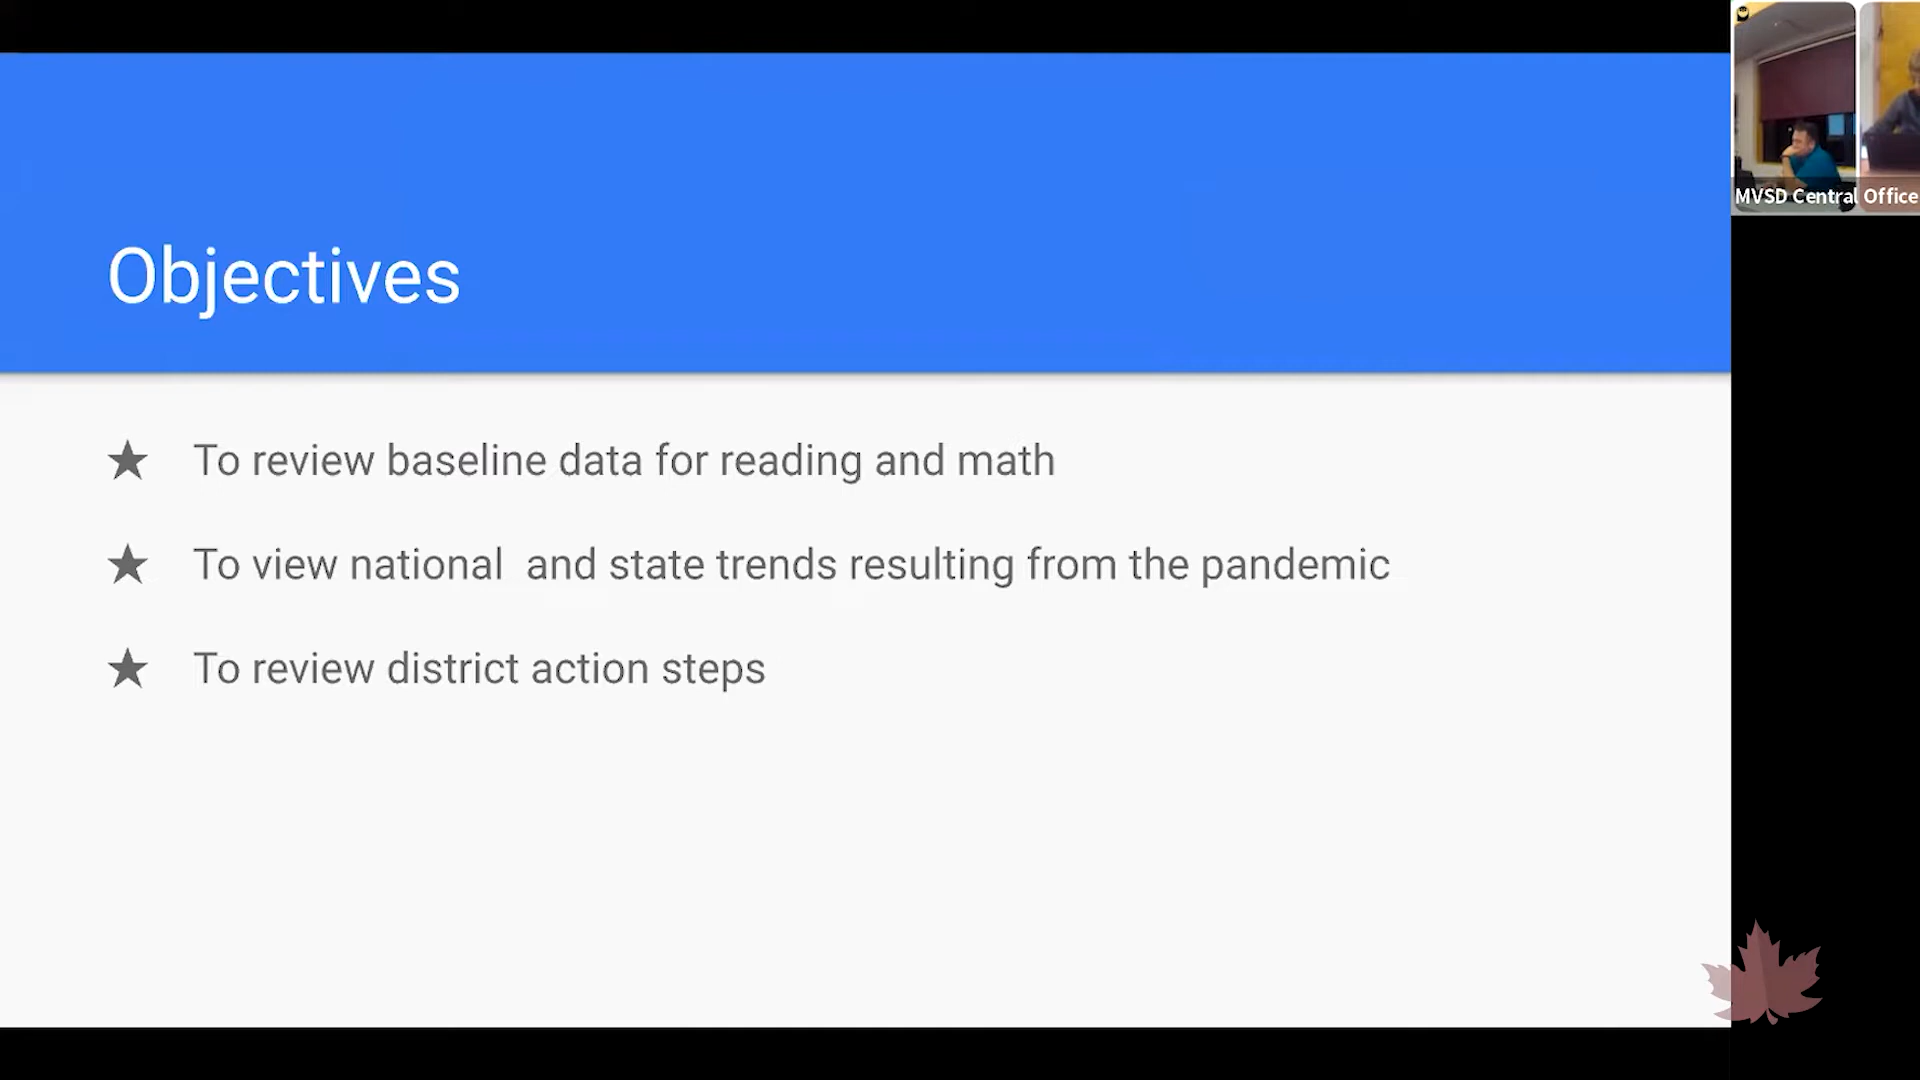 Objectives
★ To review baseline data for reading and math
★ To view national  and state trends resulting from the pandemic
★ To review district action steps
MVSD Central Office